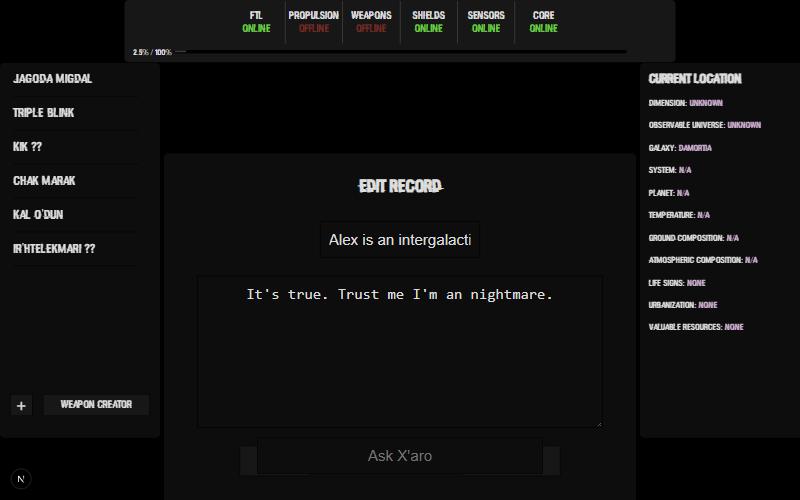 FTL PROPULSION WEAPONS SHIELDS SENSORS CORE
ONLINE OFFLINE OFFLINE ONLINE ONLINE ONLINE
2.5% / 100%
JAGODA MIGDAL
TRIPLE BLINK
KIK ??
CHAK MARAK
KAL O'DUN
IR'HTELEKMARI ??
+ WEAPON CREATOR
N
EDIT RECORD
Alex is an intergalacti
It's true. Trust me I'm an nightmare.
Ask X'aro
CURRENT LOCATION
DIMENSION: UNKNOWN
OBSERVABLE UNIVERSE: UNKNOWN
GALAXY: DAMORTIA
SYSTEM: N/A
PLANET: N/A
TEMPERATURE: N/A
GROUND COMPOSITION: N/A
ATMOSPHERIC COMPOSITION: N/A
LIFE SIGNS: NONE
URBANIZATION: NONE
VALUABLE RESOURCES: NONE